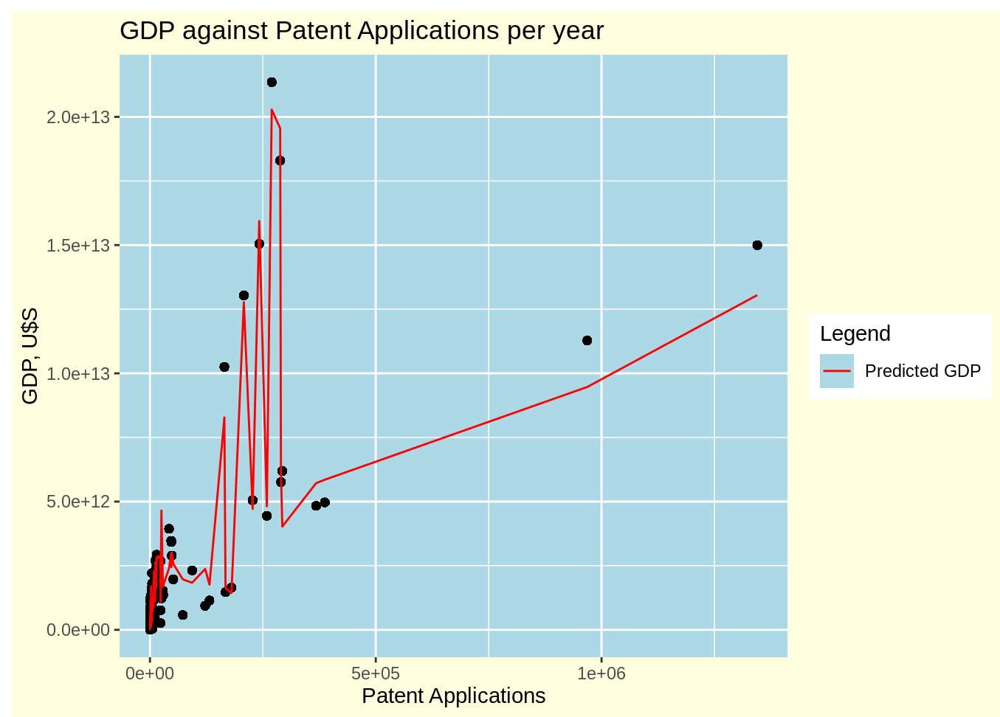 GDP against Patent Applications per year
2.0e+13
1.5e+13
1.0e+13
5.0e+12
0.0e+00
GDP, U$S
0e+00 5e+05 1e+06
Patent Applications
Legend
Predicted GDP